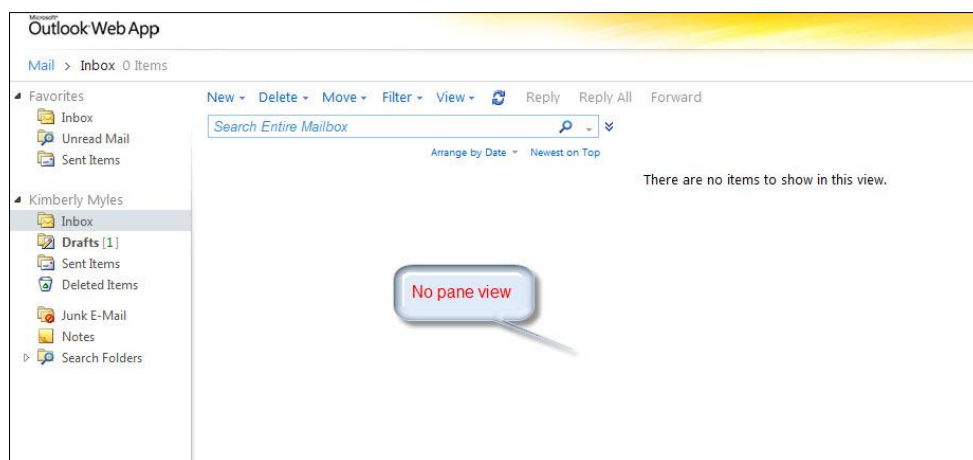 Microsoft®
Outlook Web App
Mail > Inbox 0 Items
Favorites
Inbox
Unread Mail
Sent Items
Kimberly Myles
Inbox
Drafts [1]
Sent Items
Deleted Items
Junk E-Mail
Notes
Search Folders
New Delete Move Filter View Reply Reply All Forward
Search Entire Mailbox
Arrange by Date Newest on Top
There are no items to show in this view.
No pane view